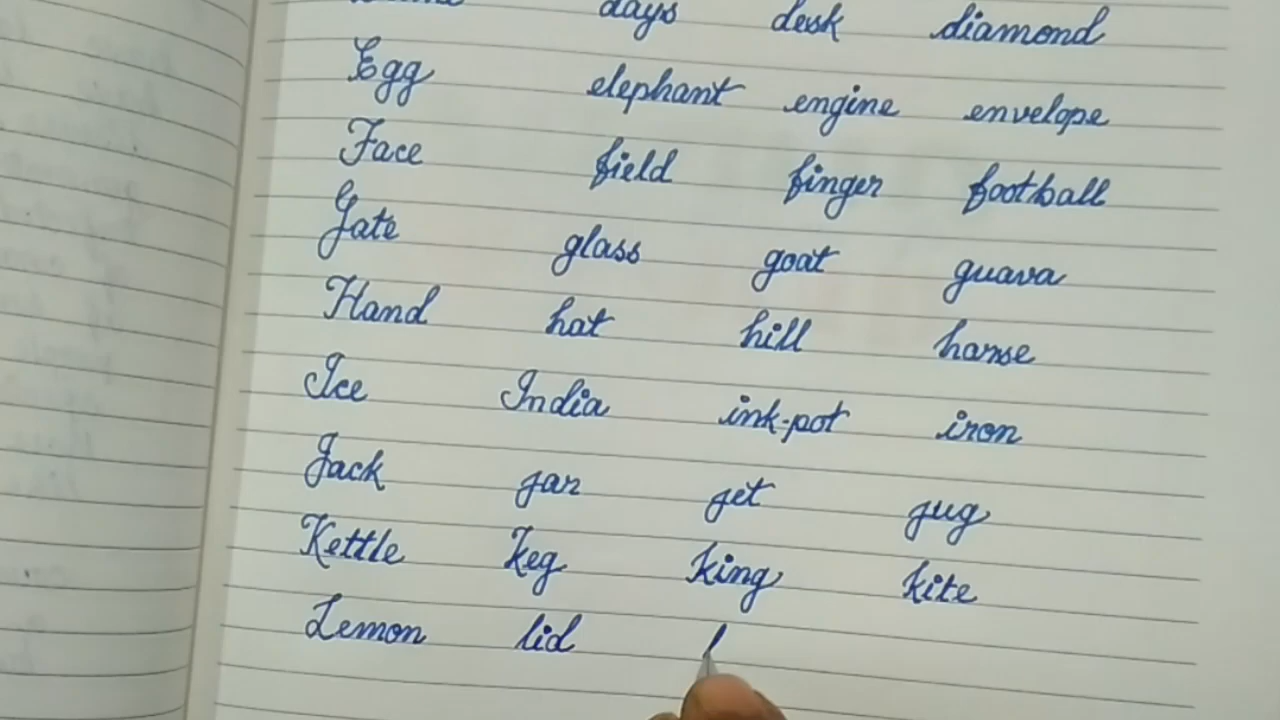 days desk diamond
Egg elephant engine envelope
Face field finger football
Gate glass goat guava
Hand hat hill horse
Ice India ink-pot iron
Jack jar jet jug
Kettle keg king kite
Lemon lid